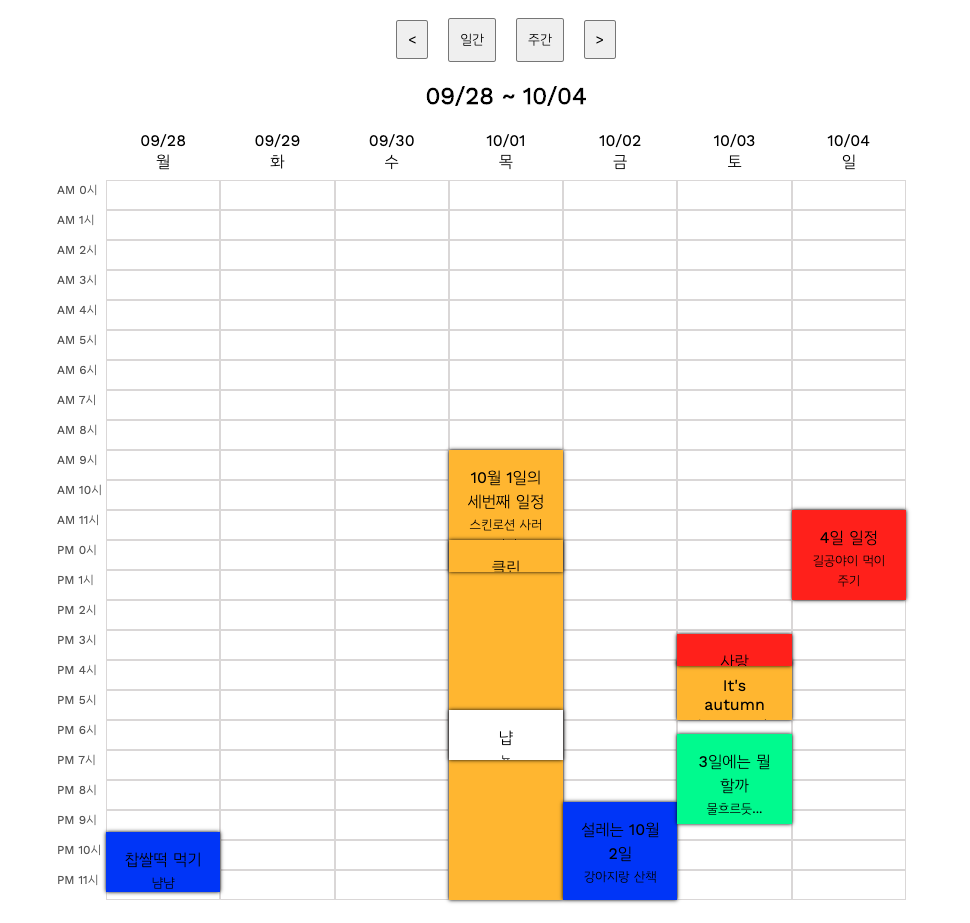 < 일간 주간 >
09/28 ~ 10/04
09/28 09/29 09/30 10/01 10/02 10/03 10/04
월 화 수 목 금 토 일
AM 0시
AM 1시
AM 2시
AM 3시
AM 4시
AM 5시
AM 6시
AM 7시
AM 8시
AM 9시
10월 1일의
세번째 일정
스킨로션 사러
AM 10시
AM 11시
4일 일정
길공야이 먹이
주기
PM 0시
클린
PM 1시
PM 2시
PM 3시
사랑
PM 4시
It's
autumn
PM 5시
PM 6시
냡
PM 7시
3일에는 뭘
할까
물흐르듯...
PM 8시
설레는 10월
2일
강아지랑 산책
PM 9시
PM 10시
찹쌀떡 먹기
냠냠
PM 11시